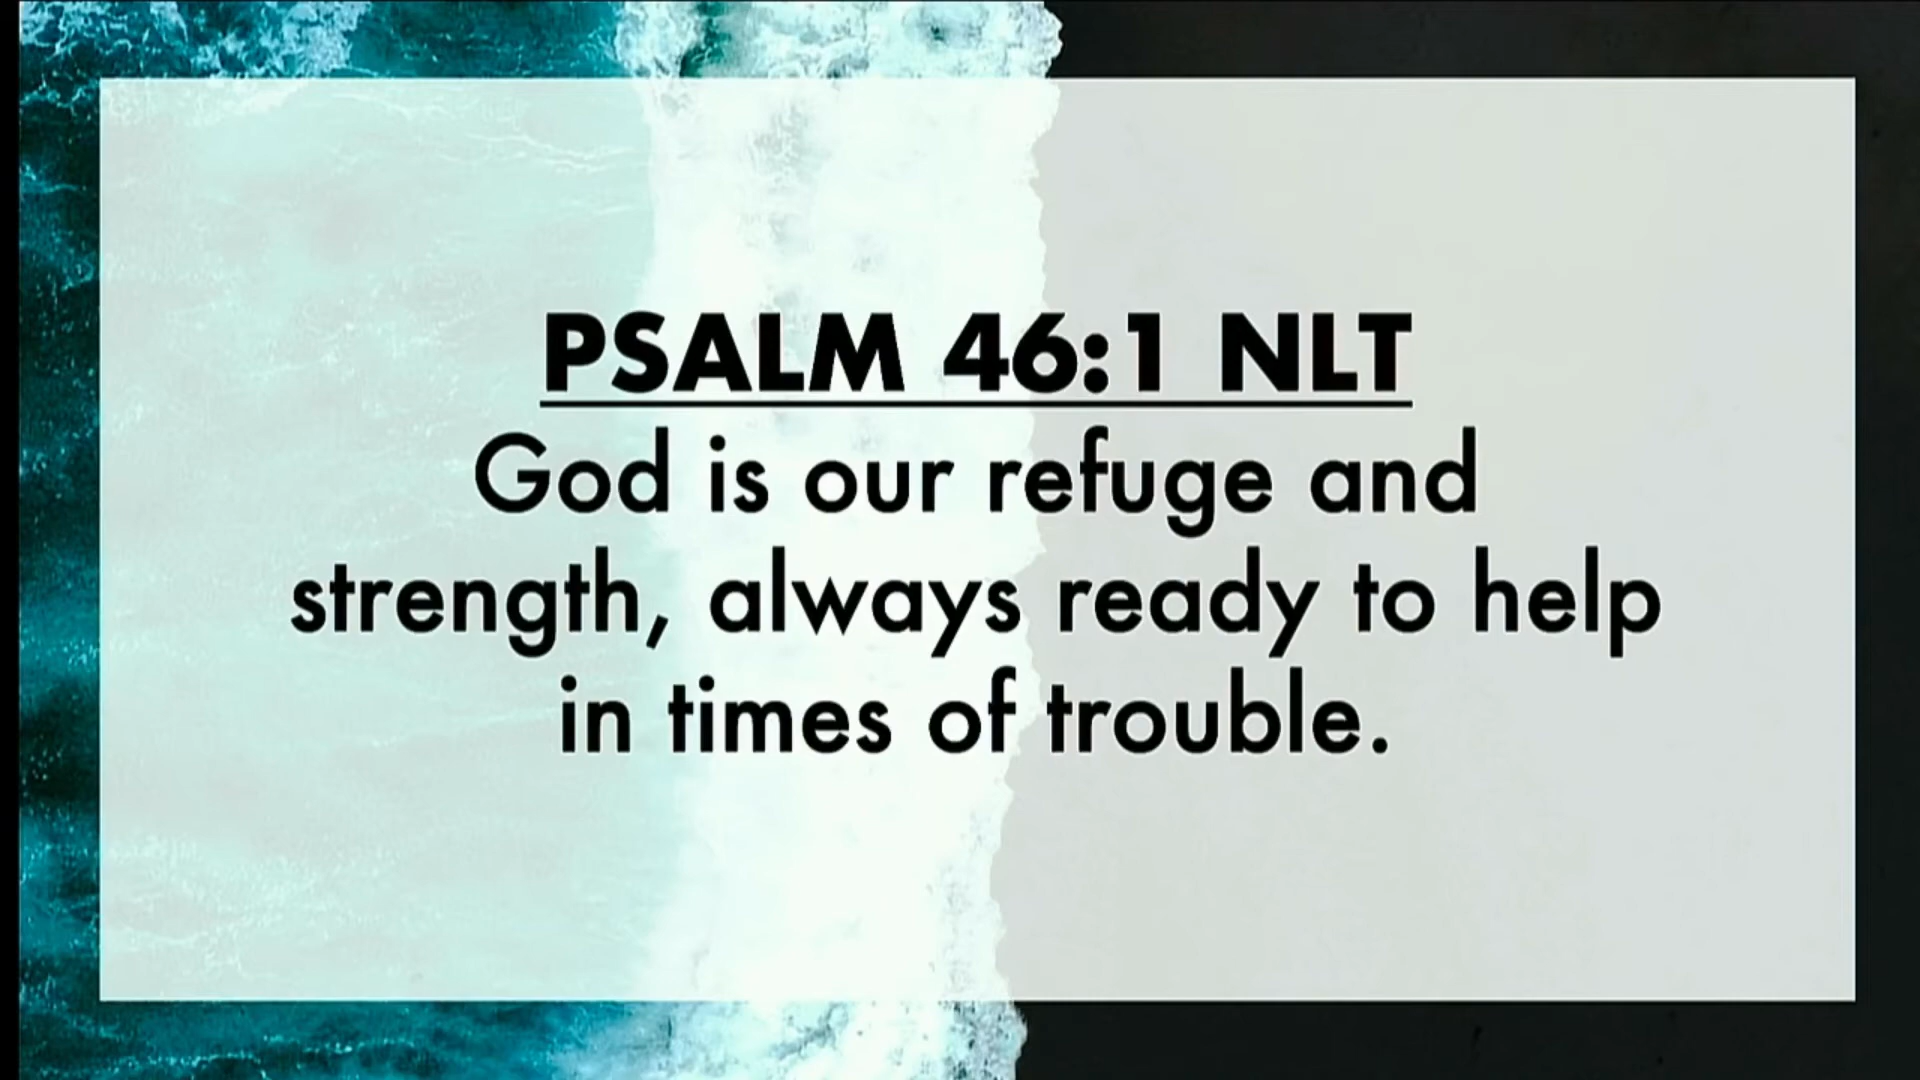 PSALM 46:1 NLT
God is our refuge and
strength, always ready to help
in times of trouble.